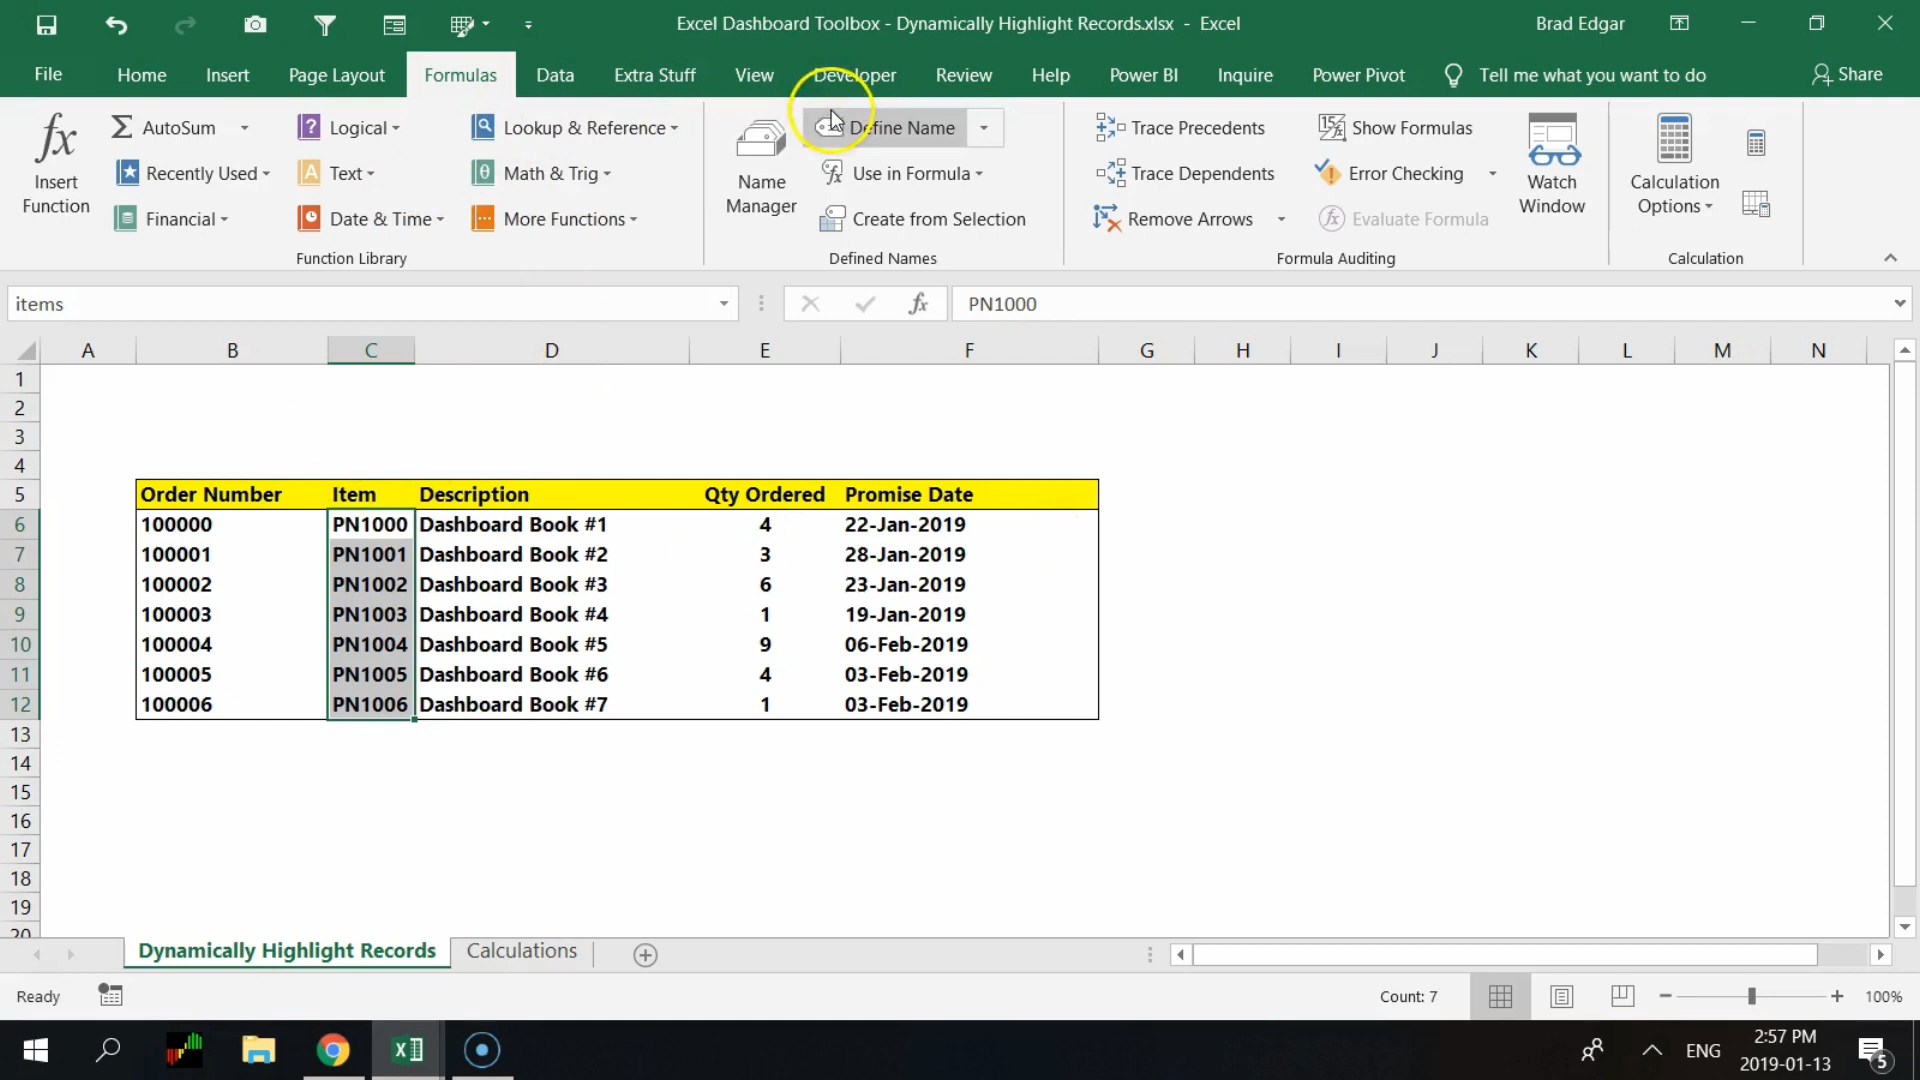 Excel Dashboard Toolbox - Dynamically Highlight Records.xlsx - Excel
Brad Edgar
File Home Insert Page Layout Formulas Data Extra Stuff View Developer Review Help Power BI Inquire Power Pivot Tell me what you want to do Share
fx Insert Function
AutoSum
Recently Used
Financial
Logical
Text
Date & Time
Lookup & Reference
Math & Trig
More Functions
Function Library
Name Manager
Define Name
Use in Formula
Create from Selection
Defined Names
Trace Precedents
Trace Dependents
Remove Arrows
Show Formulas
Error Checking
Evaluate Formula
Formula Auditing
Watch Window
Calculation Options
Calculation
items fx PN1000
A B C D E F G H I J K L M N
1
2
3
4
5 Order Number Item Description Qty Ordered Promise Date
6 100000 PN1000 Dashboard Book #1 4 22-Jan-2019
7 100001 PN1001 Dashboard Book #2 3 28-Jan-2019
8 100002 PN1002 Dashboard Book #3 6 23-Jan-2019
9 100003 PN1003 Dashboard Book #4 1 19-Jan-2019
10 100004 PN1004 Dashboard Book #5 9 06-Feb-2019
11 100005 PN1005 Dashboard Book #6 4 03-Feb-2019
12 100006 PN1006 Dashboard Book #7 1 03-Feb-2019
13
14
15
16
17
18
19
20
Dynamically Highlight Records Calculations
Ready Count: 7 100%
ENG 2:57 PM 5
2019-01-13